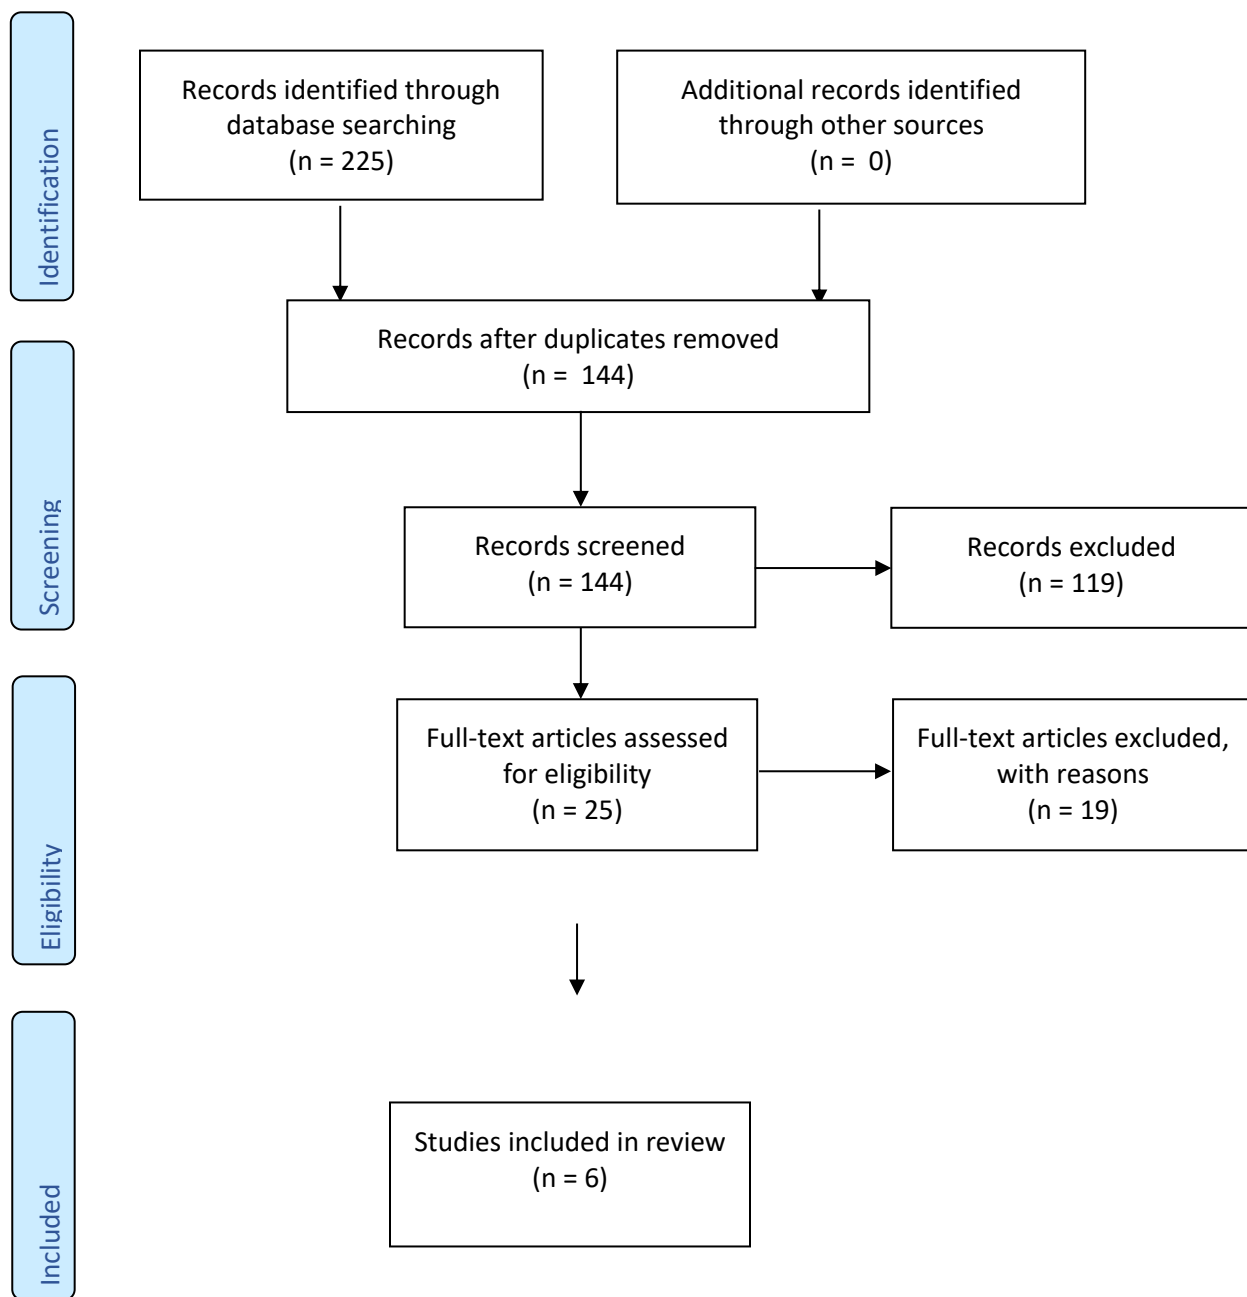 Identification
Records identified through
database searching
(n = 225)
Additional records identified
through other sources
(n =  0)
Records after duplicates removed
(n =  144)
Screening
Records screened
(n = 144)
Records excluded
(n = 119)
Eligibility
Full-text articles assessed
for eligibility
(n = 25)
Full-text articles excluded,
with reasons
(n = 19)
Included
Studies included in review
(n = 6)